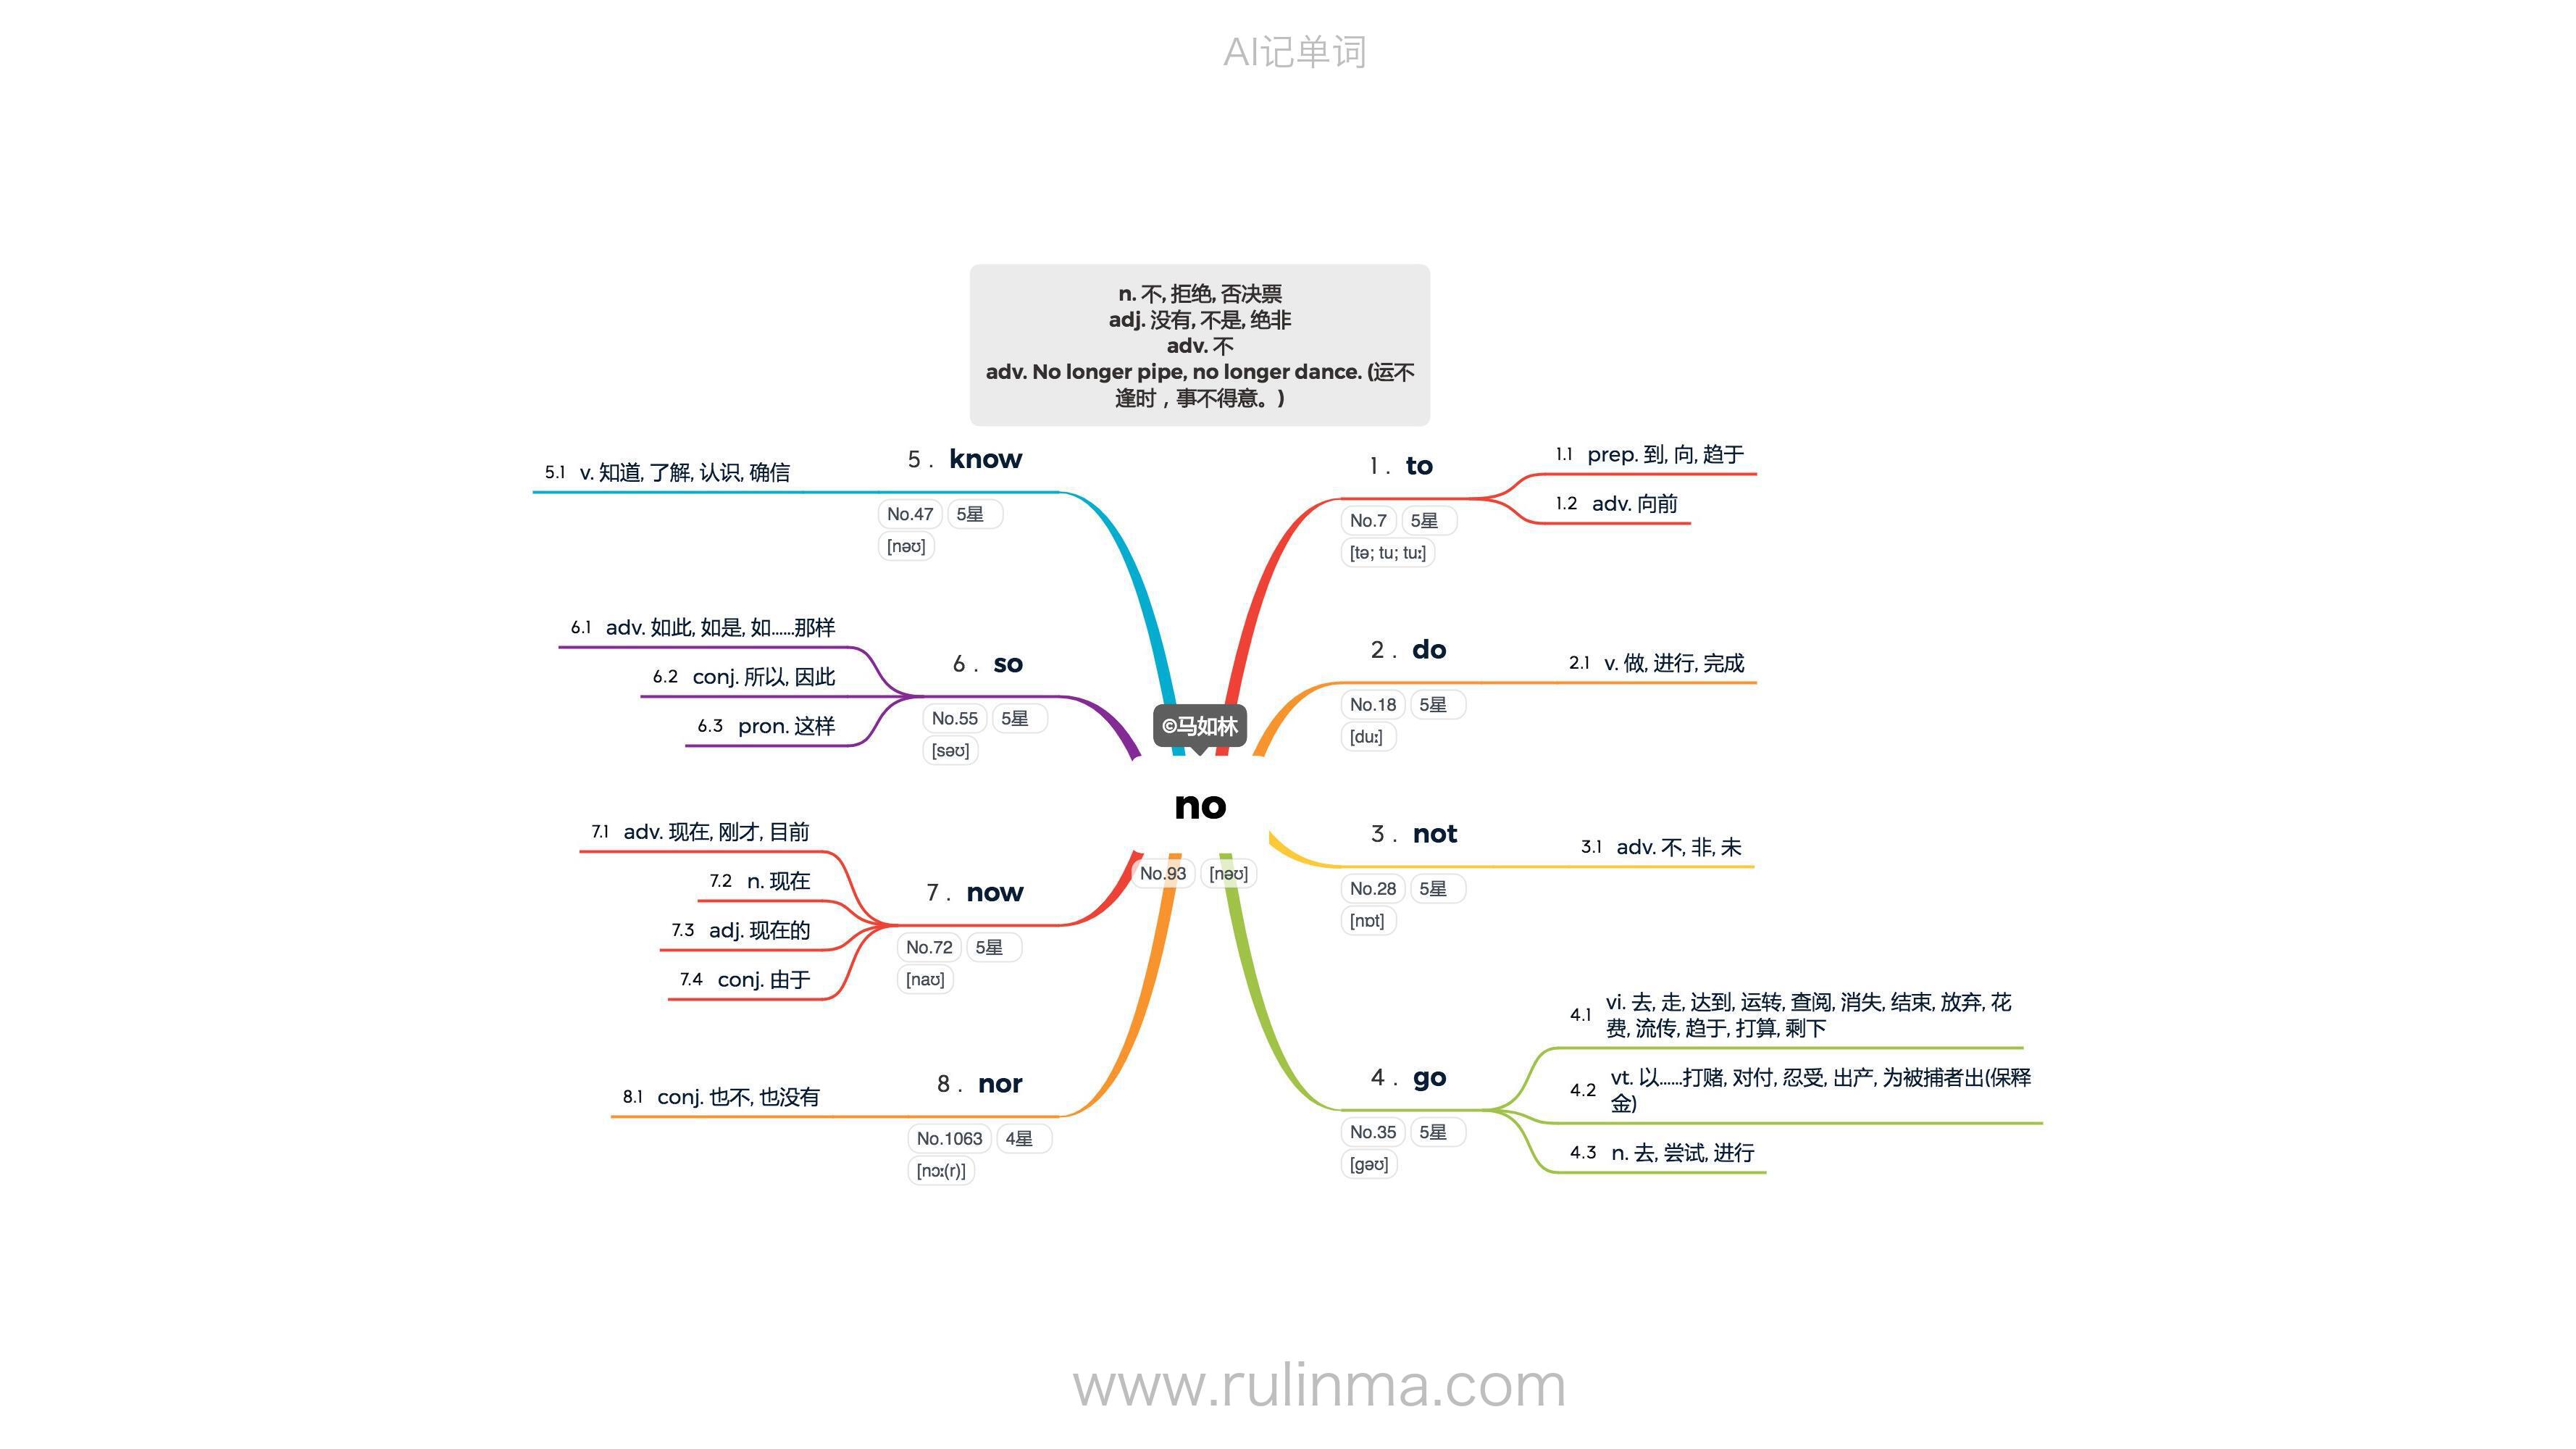 AI记单词
n. 不, 拒绝, 否决票
adj. 没有, 不是, 绝非
adv. 不
adv. No longer pipe, no longer dance. (运不
逢时，事不得意。)
©马如林
no
No.93 [nəʊ]
1. to
No.7 5星
[tə; tu; tuː]
1.1 prep. 到, 向, 趋于
1.2 adv. 向前
2. do
No.18 5星
[duː]
2.1 v. 做, 进行, 完成
3. not
No.28 5星
[nɒt]
3.1 adv. 不, 非, 未
4. go
No.35 5星
[gəʊ]
4.1 vi. 去, 走, 达到, 运转, 查阅, 消失, 结束, 放弃, 花
费, 流传, 趋于, 打算, 剩下
4.2 vt. 以……打赌, 对付, 忍受, 出产, 为被捕者出(保释
金)
4.3 n. 去, 尝试, 进行
5. know
No.47 5星
[nəʊ]
5.1 v. 知道, 了解, 认识, 确信
6. so
No.55 5星
[səʊ]
6.1 adv. 如此, 如是, 如……那样
6.2 conj. 所以, 因此
6.3 pron. 这样
7. now
No.72 5星
[naʊ]
7.1 adv. 现在, 刚才, 目前
7.2 n. 现在
7.3 adj. 现在的
7.4 conj. 由于
8. nor
No.1063 4星
[nɔː(r)]
8.1 conj. 也不, 也没有
www.rulinma.com